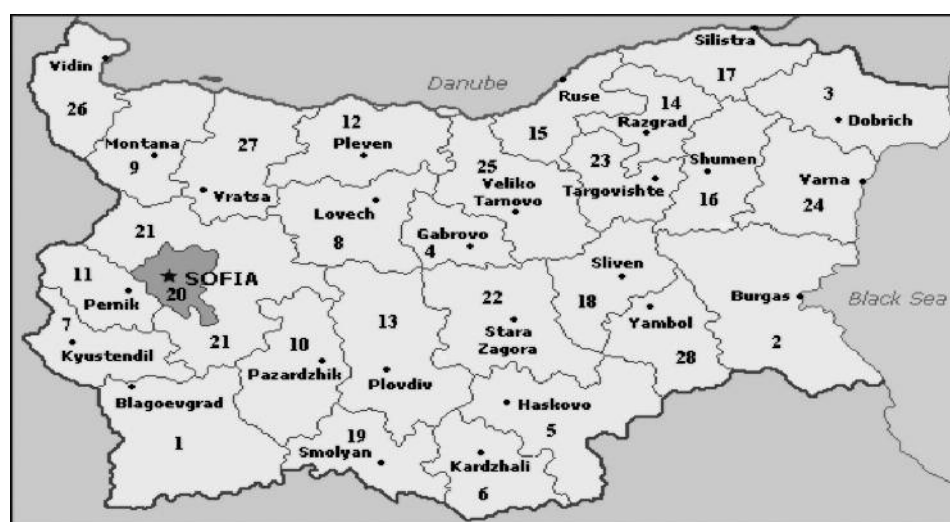 Silistra
Vidin
17
Danube
3
Ruse
26
14
12
Dobrich
15
Razgrad
27
Montana
Pleven
23
Shumen
9
25
Veliko
Tarnovo
Targovishte
Varna
Vratsa
Lovech
16
24
21
8
Gabrovo
4
11
SOFIA
20
Sliven
Pernik
22
18
Burgas
Black Sea
7
13
Stara
Zagora
Yambol
Kyustendil
21
10
2
Pazardzhik
28
Plovdiv
Blagoevgrad
Haskovo
1
19
5
Smolyan
Kardzhali
6